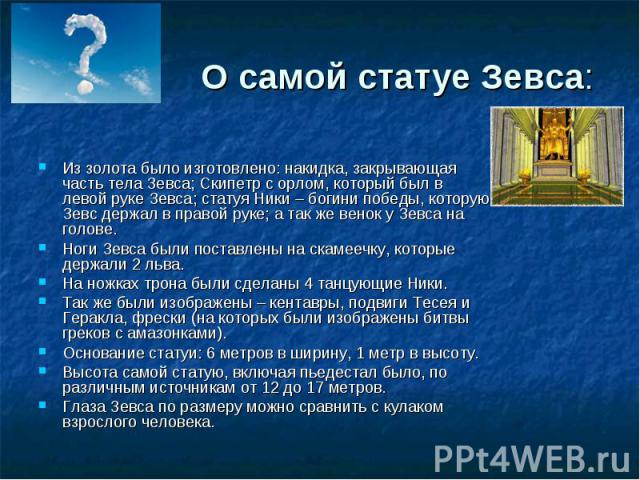 О самой статуе Зевса:
Из золота было изготовлено: накидка, закрывающая
часть тела Зевса; Скипетр с орлом, который был в
левой руке Зевса; статуя Ники – богини победы, которую
Зевс держал в правой руке; а так же венок у Зевса на
голове.
Ноги Зевса были поставлены на скамеечку, которые
держали 2 льва.
На ножках трона были сделаны 4 танцующие Ники.
Так же были изображены – кентавры, подвиги Тесея и
Геракла, фрески (на которых были изображены битвы
греков с амазонками).
Основание статуи: 6 метров в ширину, 1 метр в высоту.
Высота самой статую, включая пьедестал было, по
различным источникам от 12 до 17 метров.
Глаза Зевса по размеру можно сравнить с кулаком
взрослого человека.
PPt4WEB.ru